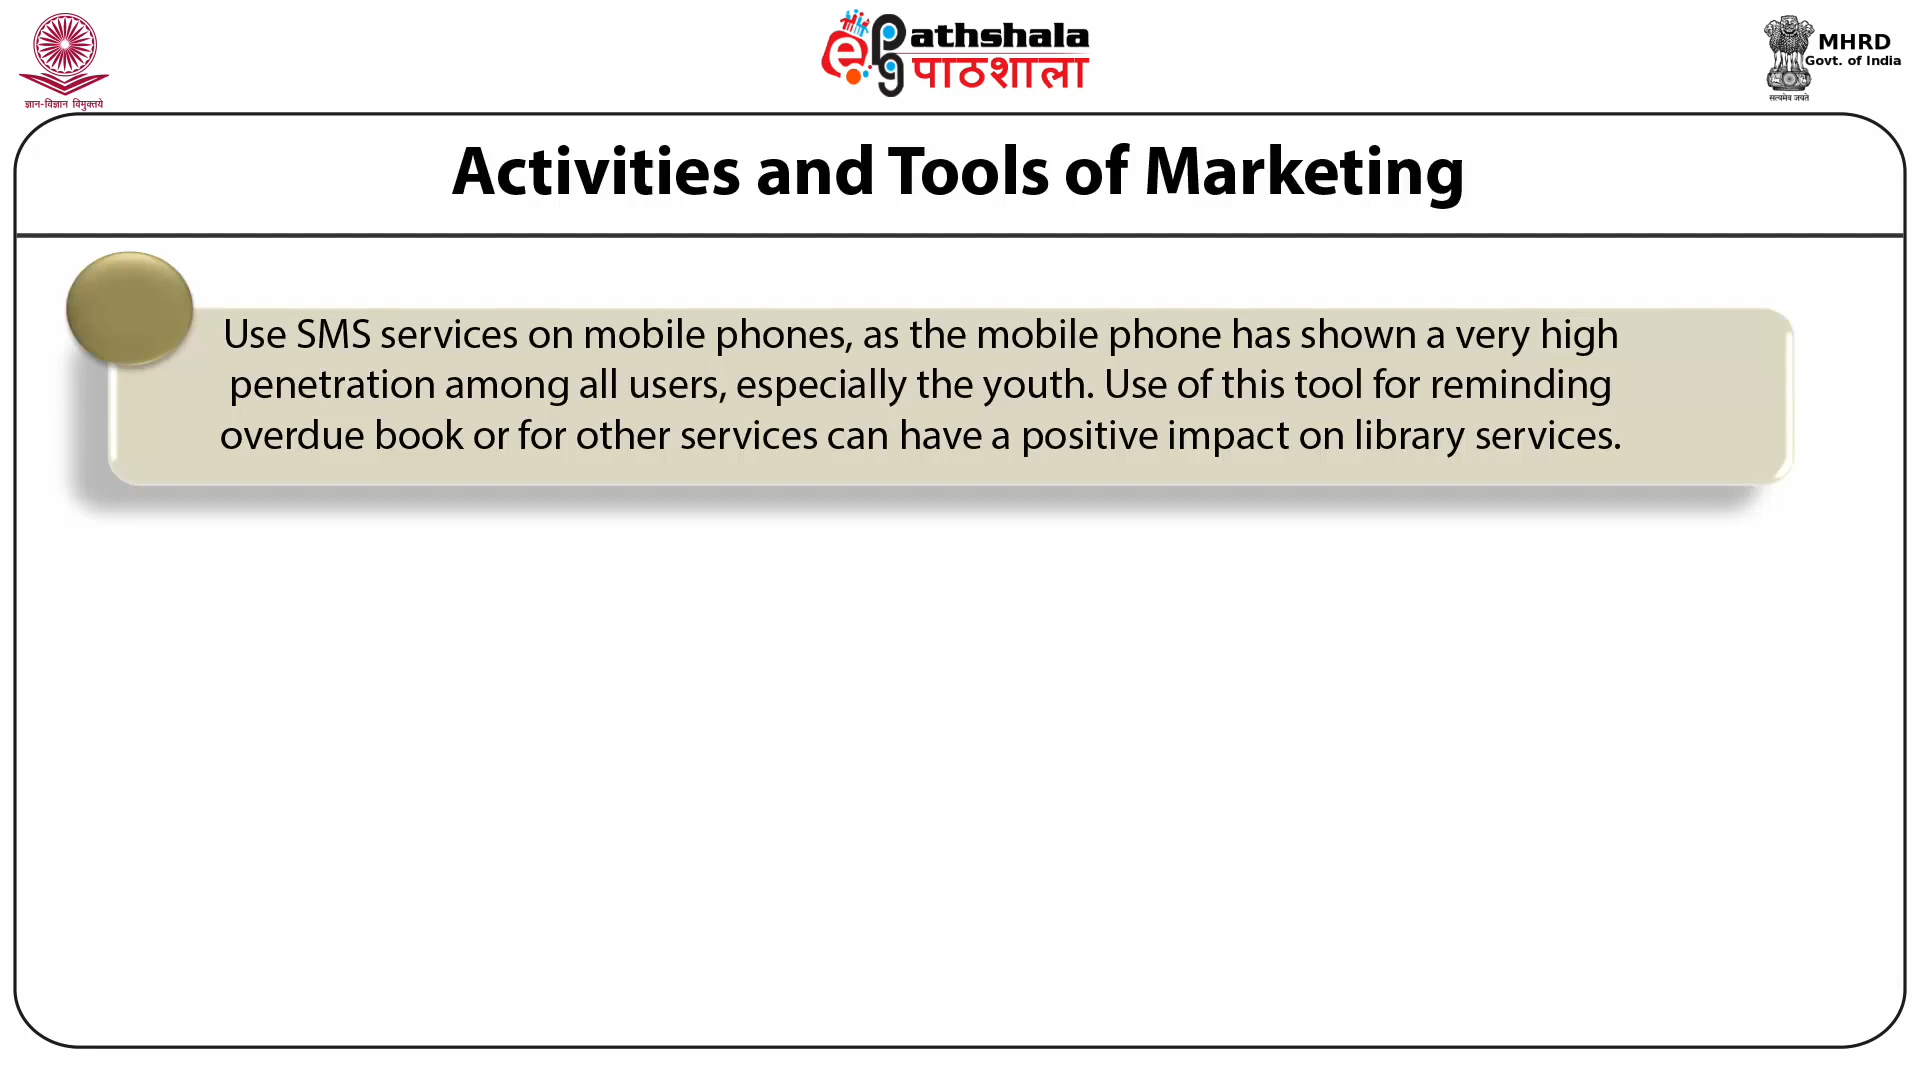 ज्ञान-विज्ञान विमुक्तये
ePathshala
पाठशाला
MHRD
Govt. of India
सत्यमेव जयते
Activities and Tools of Marketing
Use SMS services on mobile phones, as the mobile phone has shown a very high
penetration among all users, especially the youth. Use of this tool for reminding
overdue book or for other services can have a positive impact on library services.